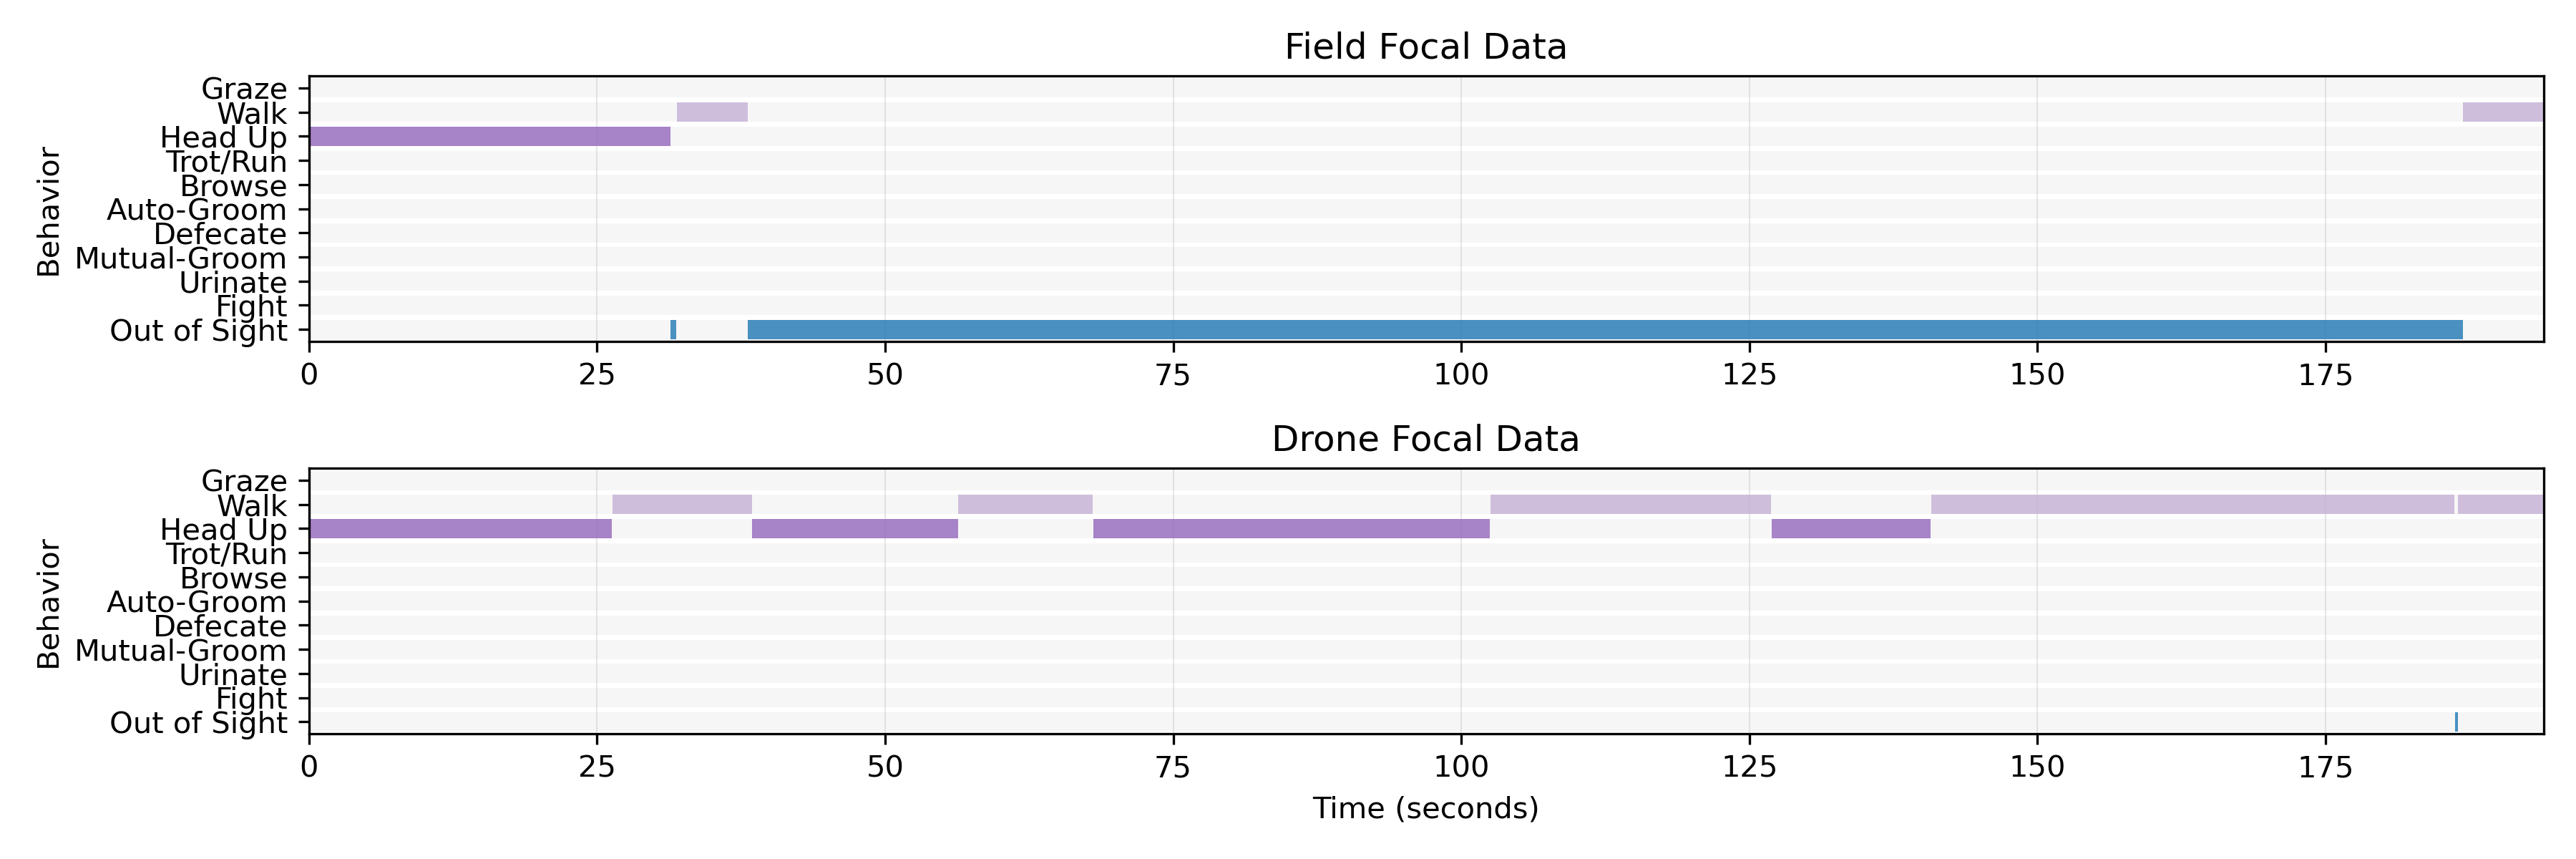 Field Focal Data
Behavior
Graze
Walk
Head Up
Trot/Run
Browse
Auto-Groom
Defecate
Mutual-Groom
Urinate
Fight
Out of Sight
0 25 50 75 100 125 150 175
Drone Focal Data
Behavior
Graze
Walk
Head Up
Trot/Run
Browse
Auto-Groom
Defecate
Mutual-Groom
Urinate
Fight
Out of Sight
0 25 50 75 100 125 150 175
Time (seconds)